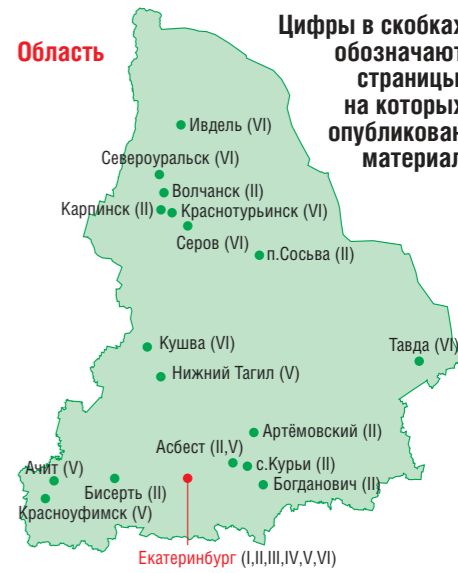 Область
Цифры в скобках
обозначают
страницы,
на которых
опубликован
материал
Ивдель (VI)
Североуральск (VI)
Волчанск (II)
Карпинск (II)
Краснотурьинск (VI)
Серов (VI)
п.Сосьва (II)
Кушва (VI)
Тавда (VI)
Нижний Тагил (V)
Артёмовский (II)
Асбест (II,V)
с.Курьи (II)
Ачит (V)
Бисерть (II)
Богданович (II)
Красноуфимск (V)
Екатеринбург (I,II,III,IV,V,VI)